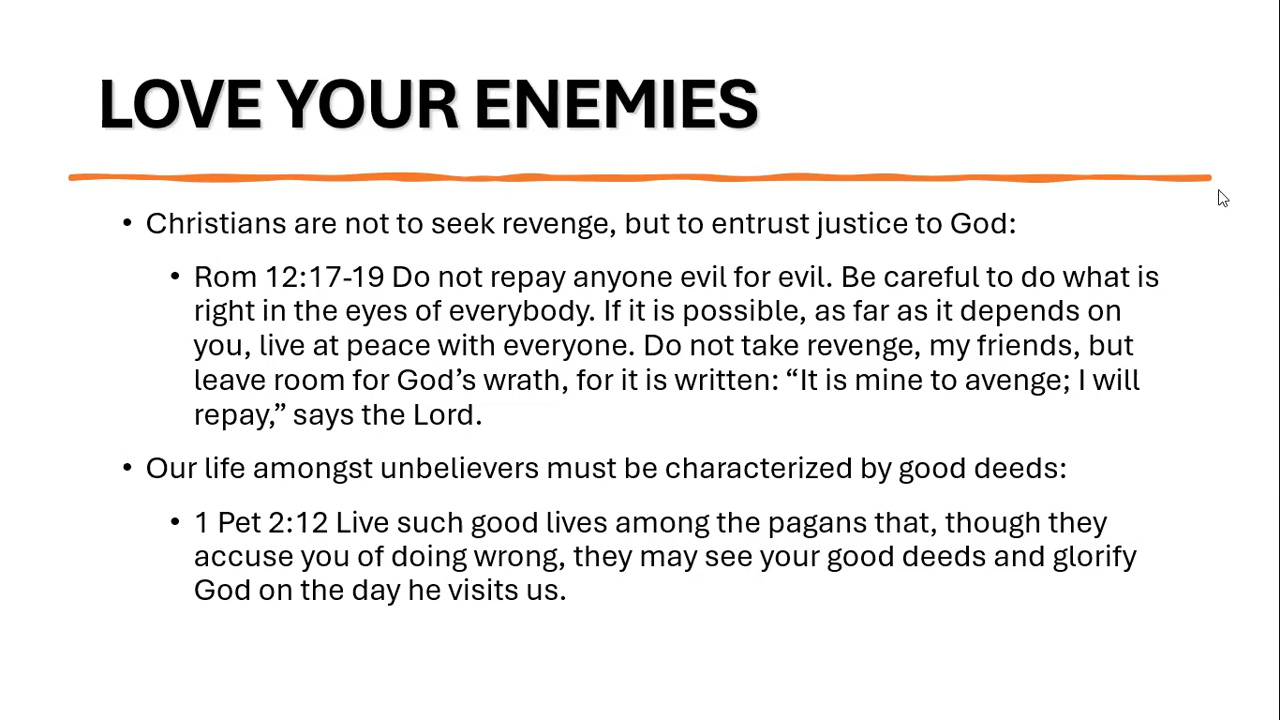 LOVE YOUR ENEMIES
• Christians are not to seek revenge, but to entrust justice to God:
• Rom 12:17-19 Do not repay anyone evil for evil. Be careful to do what is
right in the eyes of everybody. If it is possible, as far as it depends on
you, live at peace with everyone. Do not take revenge, my friends, but
leave room for God’s wrath, for it is written: “It is mine to avenge; I will
repay,” says the Lord.
• Our life amongst unbelievers must be characterized by good deeds:
• 1 Pet 2:12 Live such good lives among the pagans that, though they
accuse you of doing wrong, they may see your good deeds and glorify
God on the day he visits us.